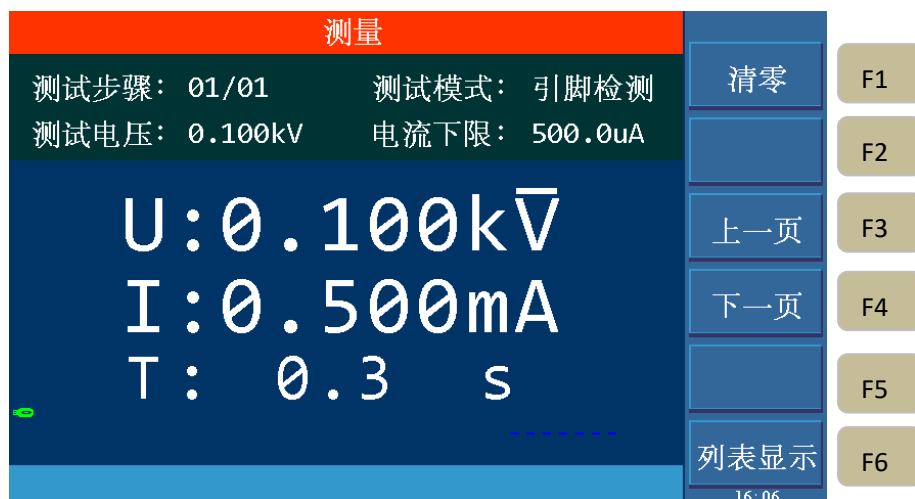 测量
测试步骤: 01/01 测试模式: 引脚检测
测试电压: 0.100kV 电流下限: 500.0uA
U:0.100kV̅
I:0.500mA
T: 0.3 s
-------
清零 F1
F2
上一页 F3
下一页 F4
F5
列表显示 F6
16:06